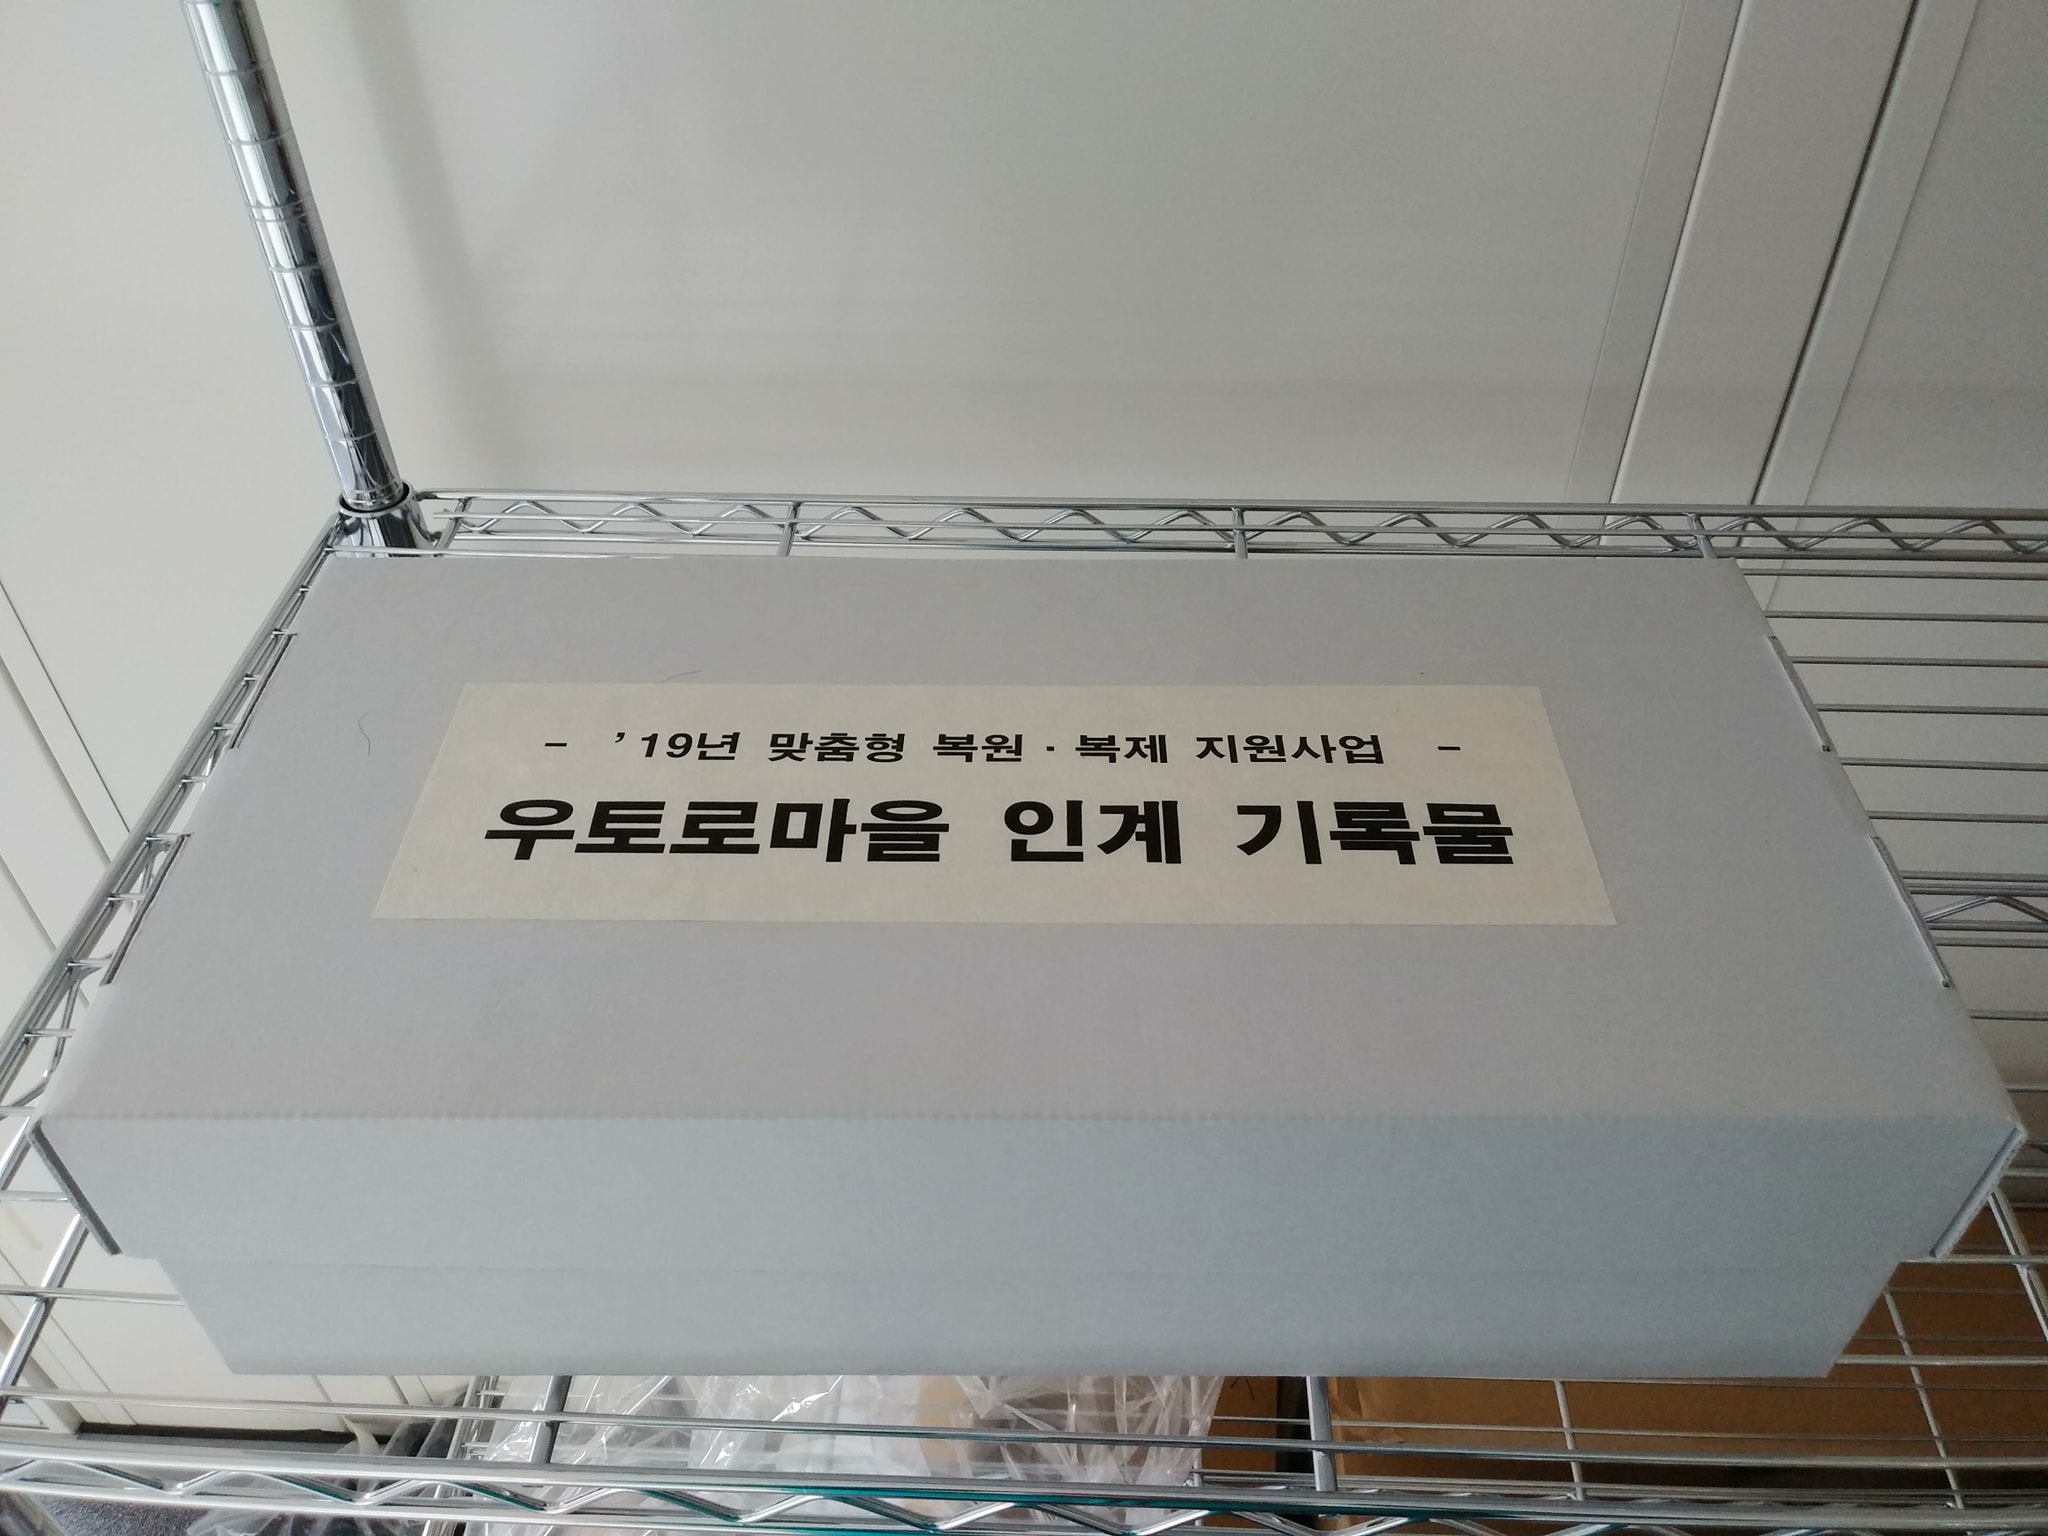 - '19년 맞춤형 복원·복제 지원사업 -
우토로마을 인계 기록물